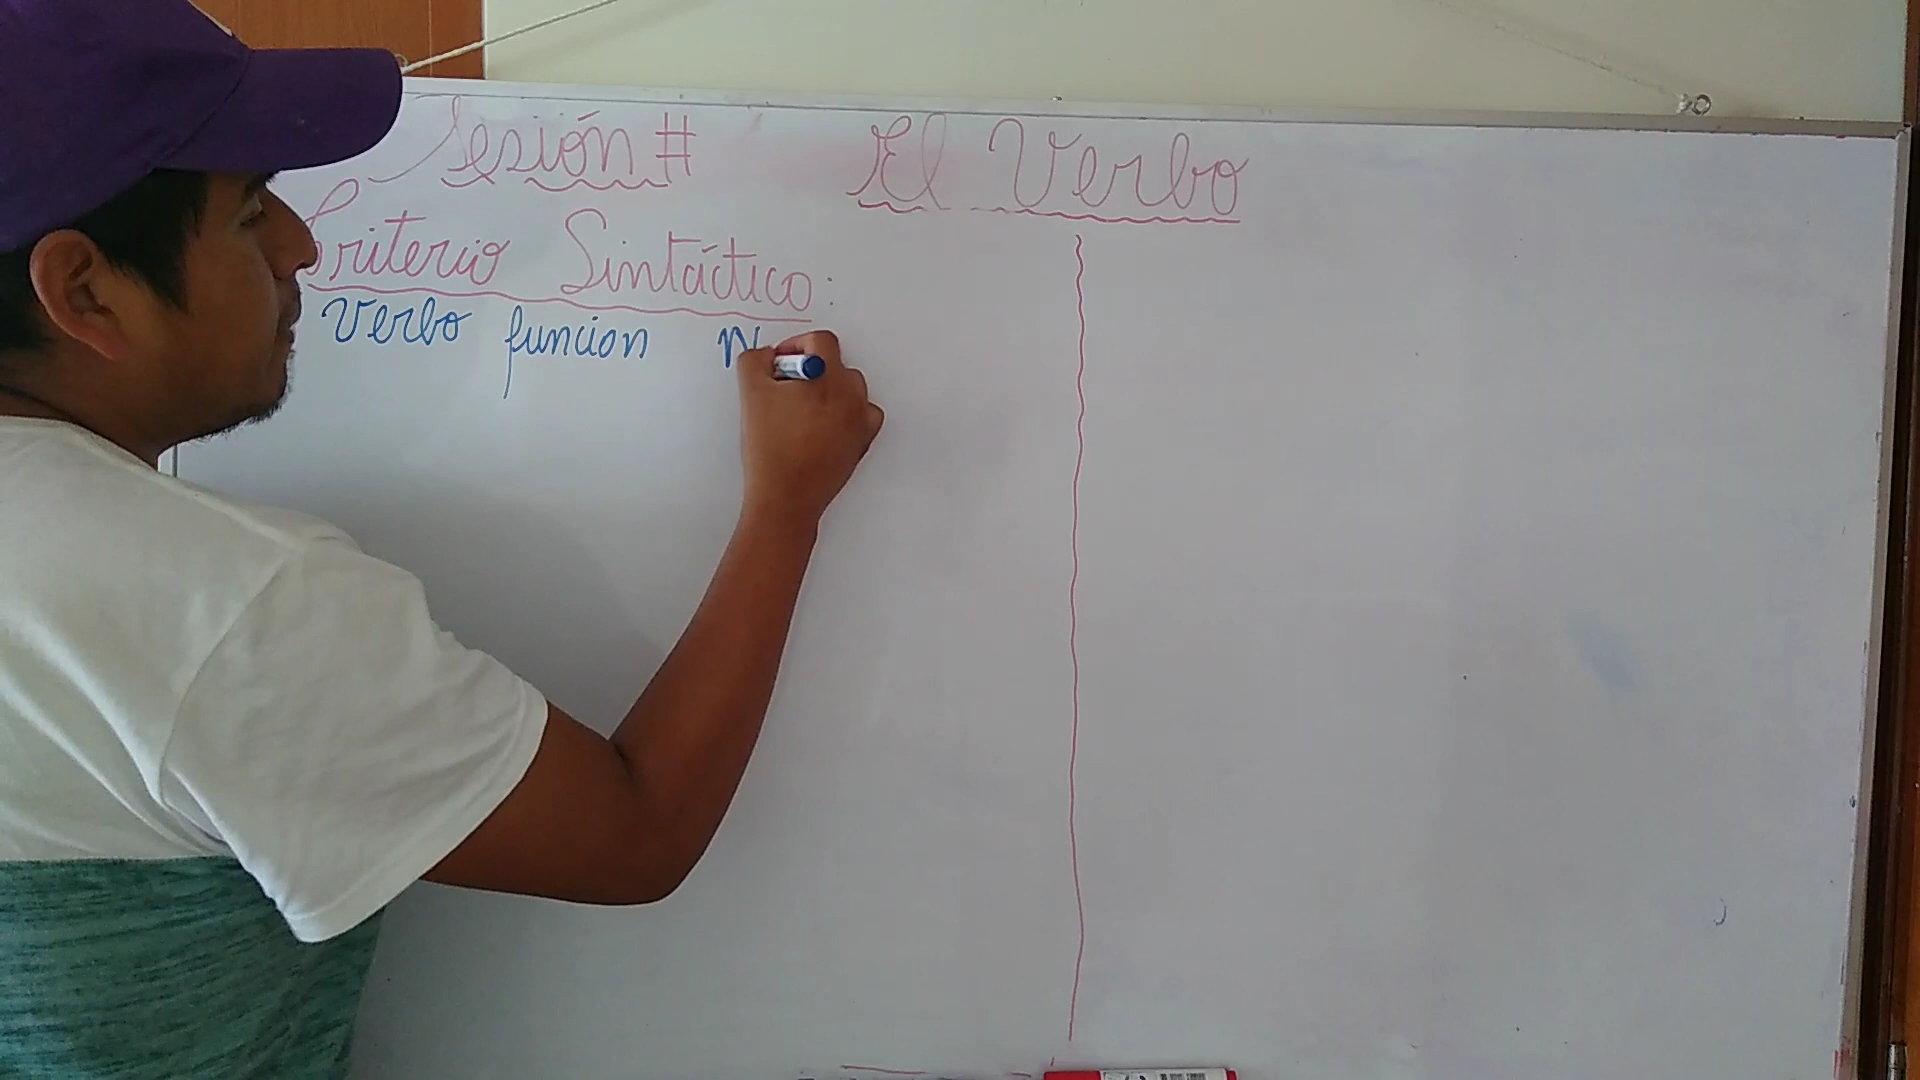 Sesión # El Verbo
Criterio Sintáctico:
Verbo funcion